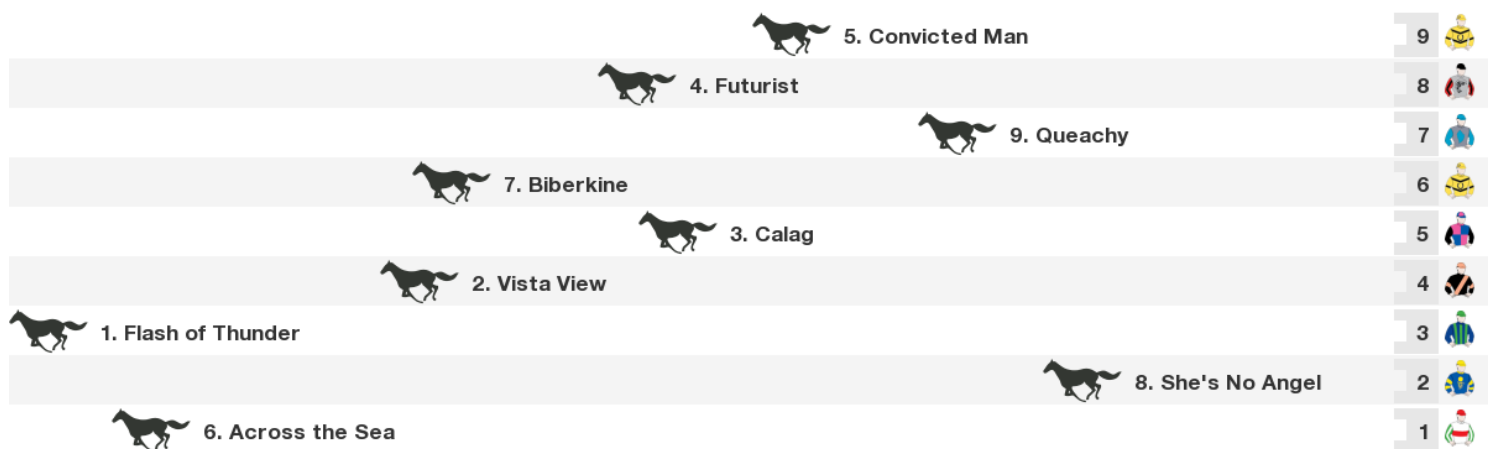 5. Convicted Man 9
4. Futurist 8
9. Queachy 7
7. Biberkine 6
3. Calag 5
2. Vista View 4
1. Flash of Thunder 3
8. She's No Angel 2
6. Across the Sea 1